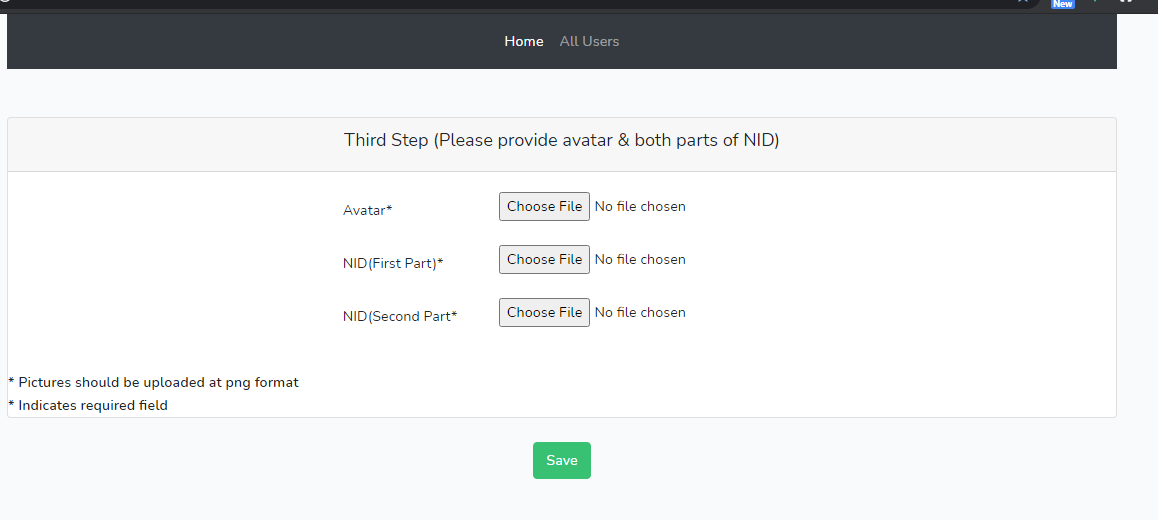 New
Home All Users
Third Step (Please provide avatar & both parts of NID)
Avatar* Choose File No file chosen
NID(First Part)* Choose File No file chosen
NID(Second Part* Choose File No file chosen
* Pictures should be uploaded at png format
* Indicates required field
Save